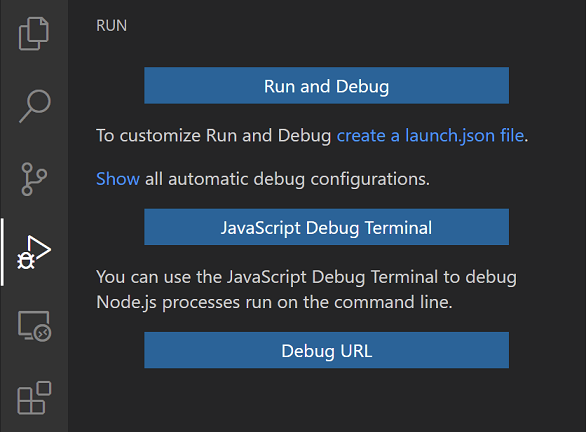 RUN
Run and Debug
To customize Run and Debug create a launch.json file.
Show all automatic debug configurations.
JavaScript Debug Terminal
You can use the JavaScript Debug Terminal to debug
Node.js processes run on the command line.
Debug URL